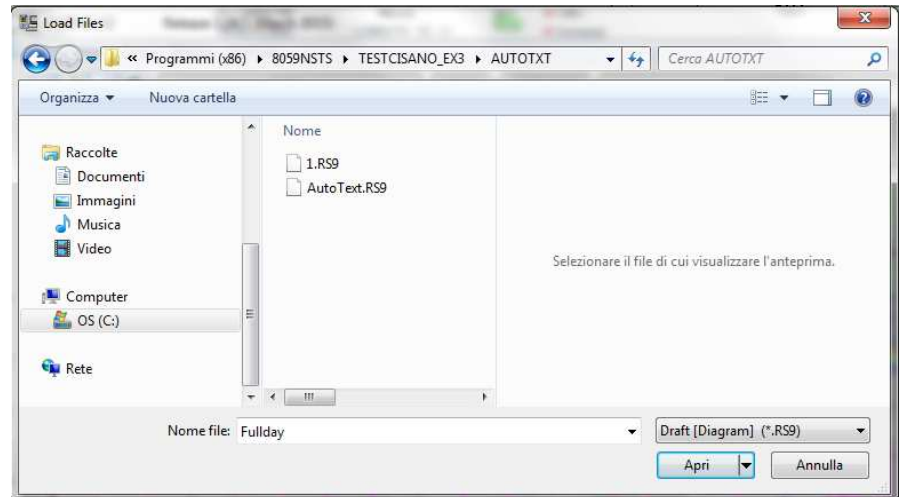 Load Files
« Programmi (x86) ▸ 8059NSTS ▸ TESTCISANO_EX3 ▸ AUTOTXT
Cerca AUTOTXT
Organizza
Nuova cartella
Raccolte
Documenti
Immagini
Musica
Video
Computer
OS (C:)
Rete
Nome
1.RS9
AutoText.RS9
Selezionare il file di cui visualizzare l'anteprima.
Nome file: Fullday
Draft [Diagram] (*.RS9)
Apri
Annulla